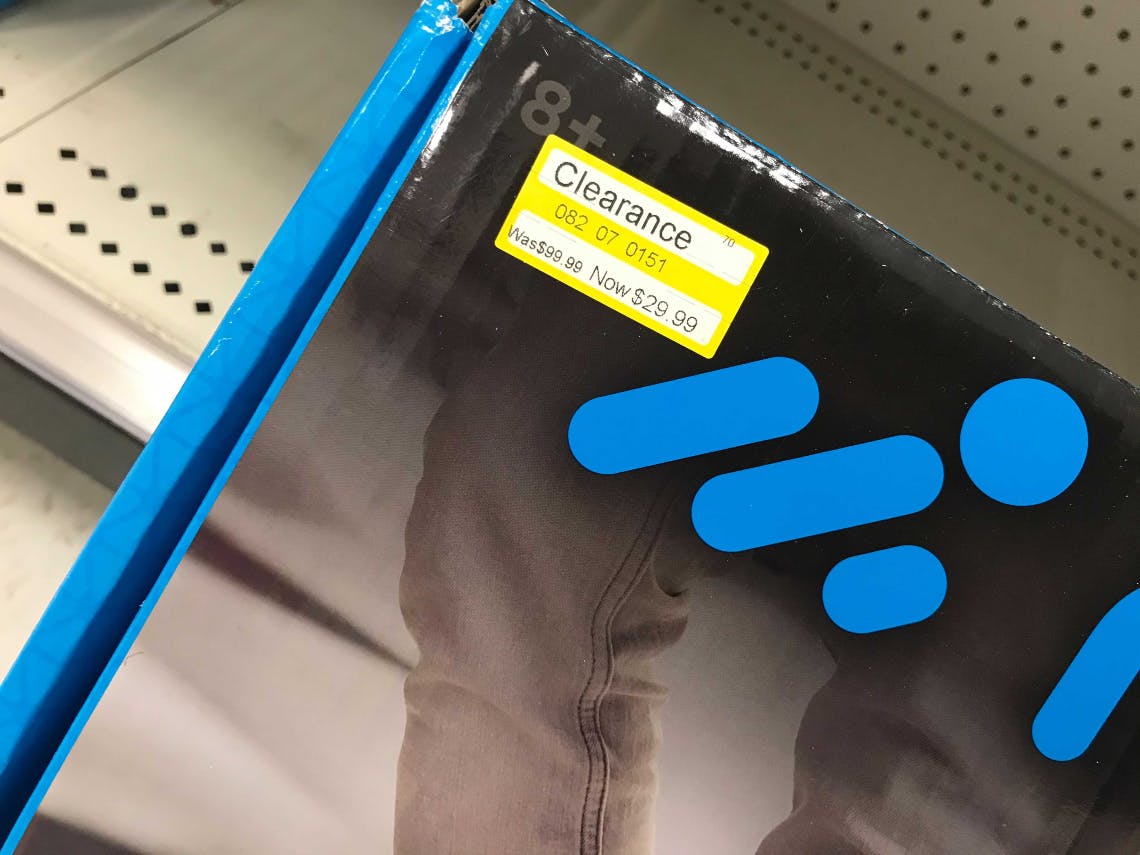 8+
Clearance 70
082 07 0151
Was$99.99 Now $29.99